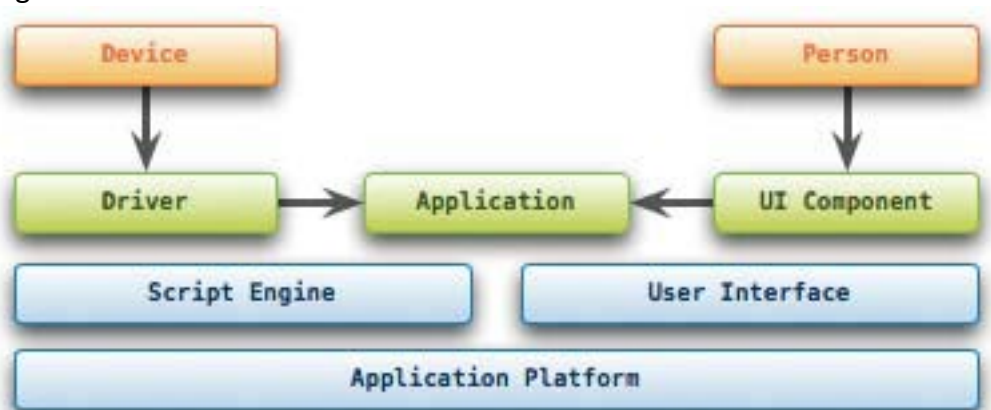 Device Person
Driver Application UI Component
Script Engine User Interface
Application Platform